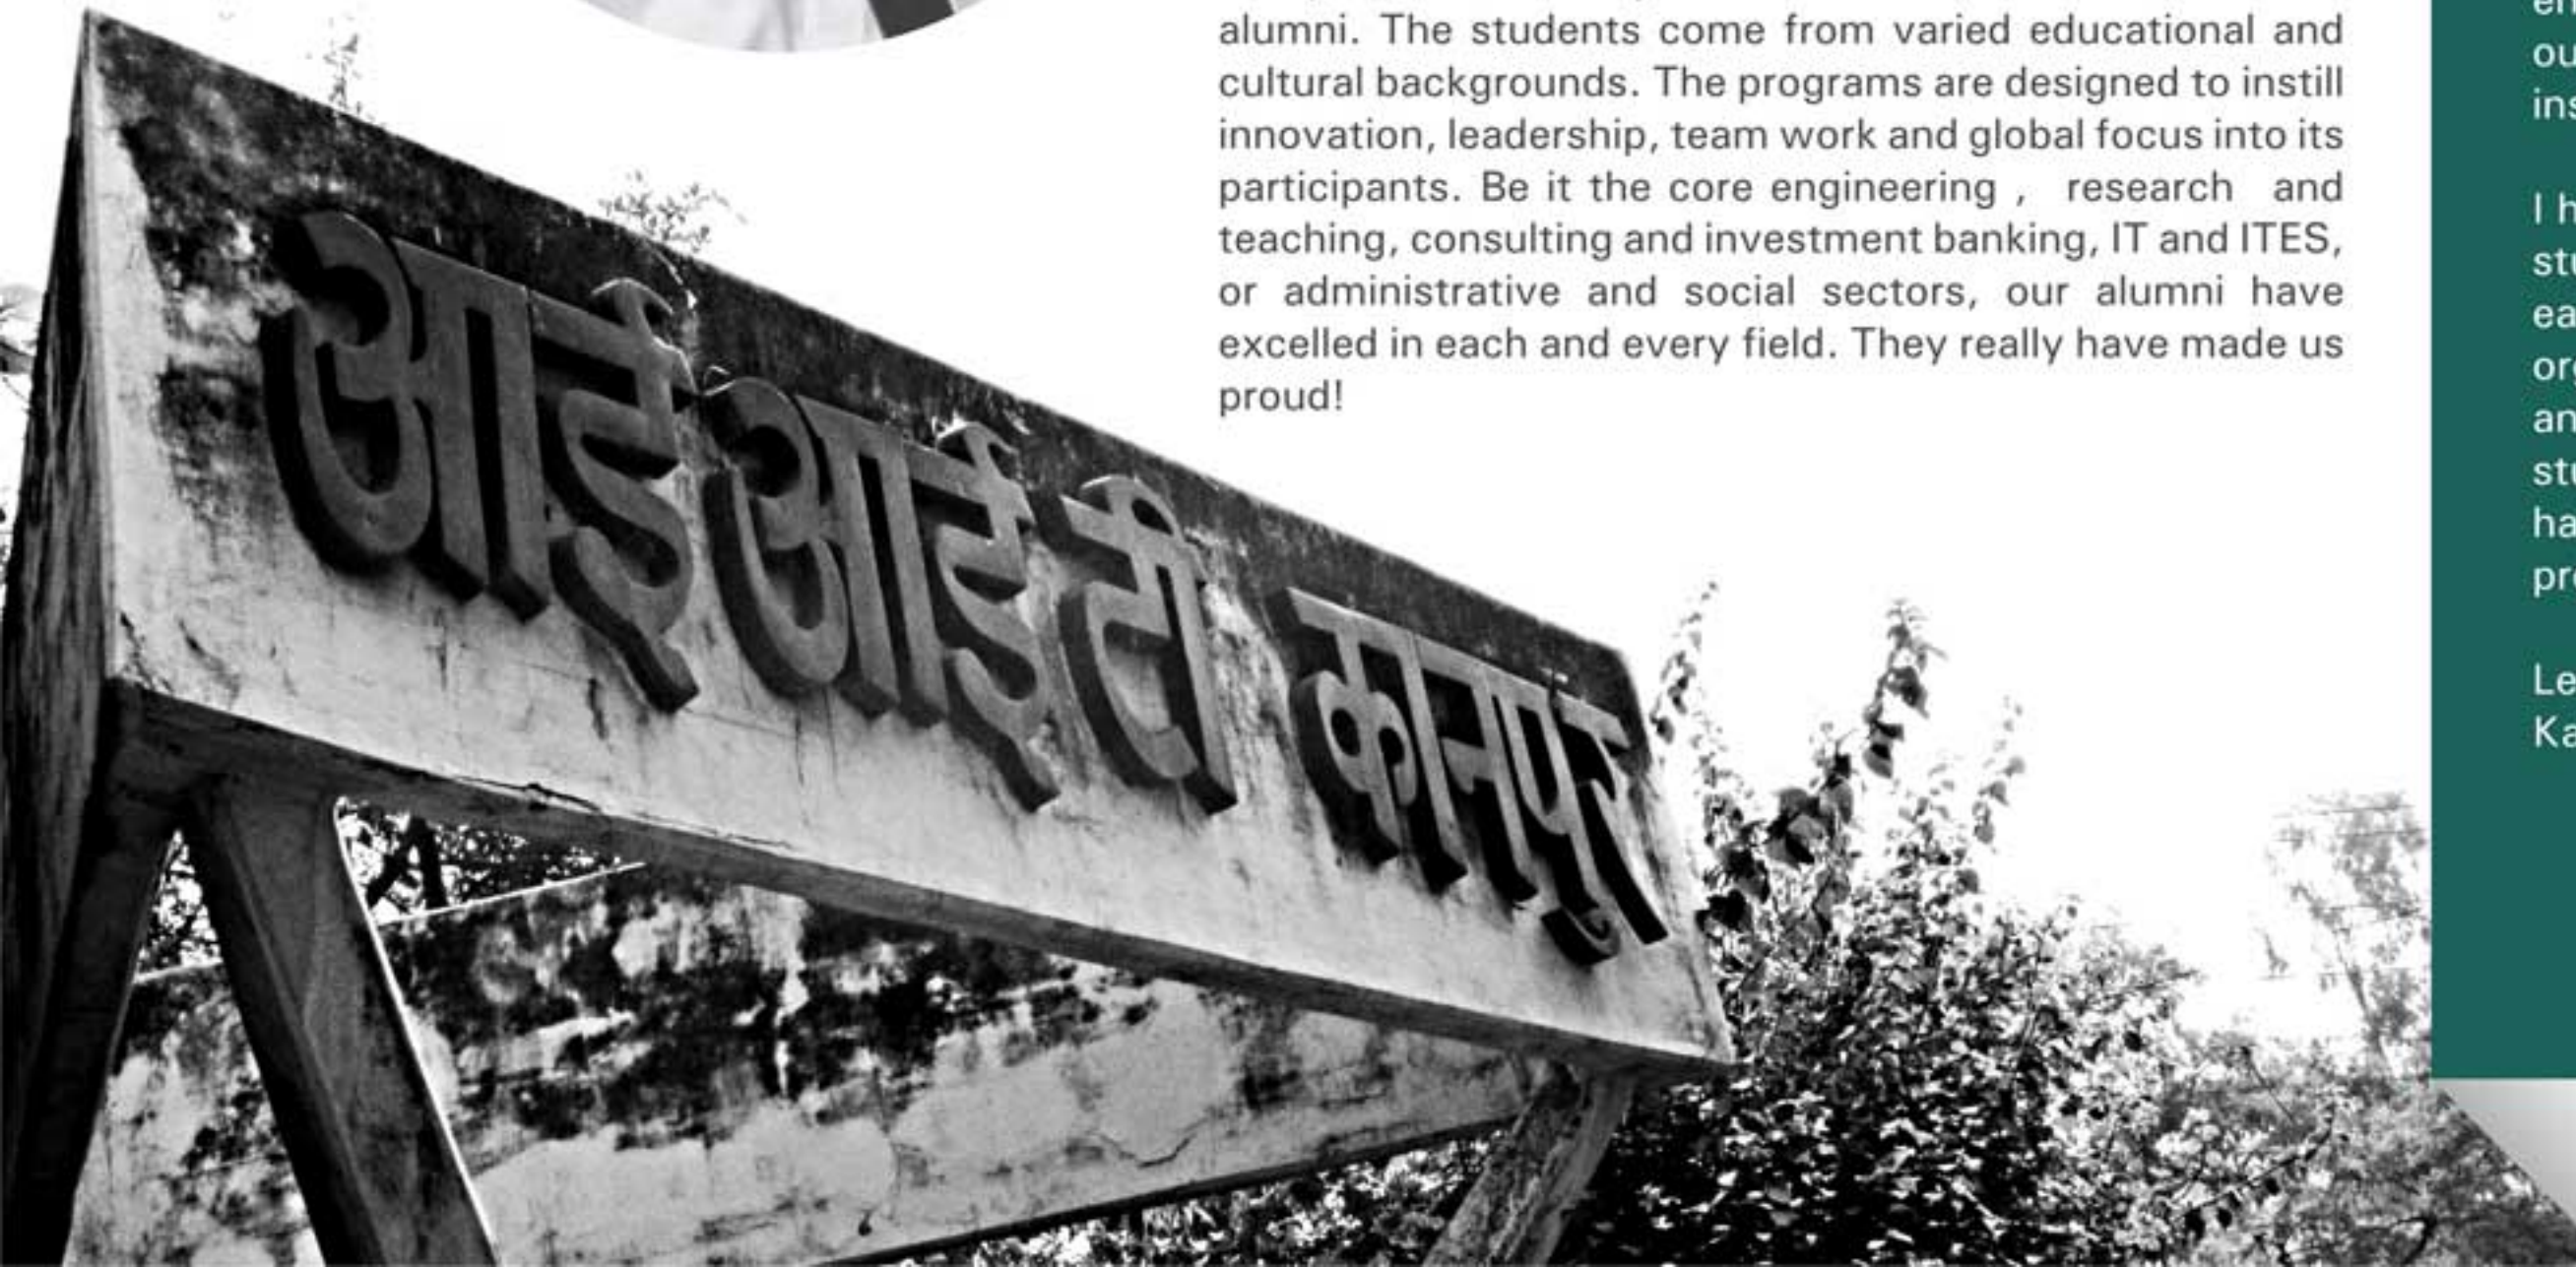 alumni. The students come from varied educational and
cultural backgrounds. The programs are designed to instill
innovation, leadership, team work and global focus into its
participants. Be it the core engineering , research and
teaching, consulting and investment banking, IT and ITES,
or administrative and social sectors, our alumni have
excelled in each and every field. They really have made us
proud!
आई आई टी कानपुर